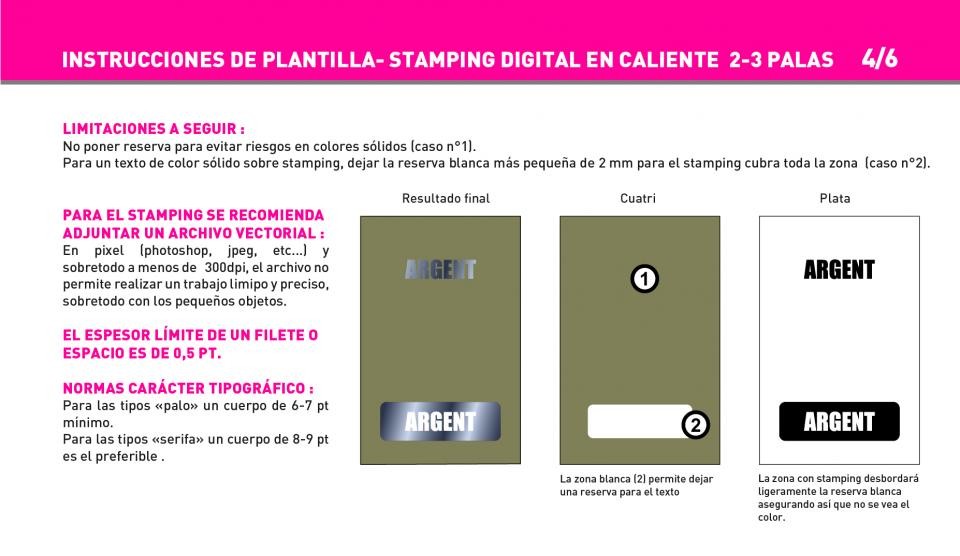 INSTRUCCIONES DE PLANTILLA- STAMPING DIGITAL EN CALIENTE 2-3 PALAS 4/6
LIMITACIONES A SEGUIR :
No poner reserva para evitar riesgos en colores sólidos (caso n°1).
Para un texto de color sólido sobre stamping, dejar la reserva blanca más pequeña de 2 mm para el stamping cubra toda la zona (caso n°2).
PARA EL STAMPING SE RECOMIENDA
ADJUNTAR UN ARCHIVO VECTORIAL :
En pixel (photoshop, jpeg, etc...) y
sobretodo a menos de 300dpi, el archivo no
permite realizar un trabajo limipo y preciso,
sobretodo con los pequeños objetos.
EL ESPESOR LÍMITE DE UN FILETE O
ESPACIO ES DE 0,5 PT.
NORMAS CARÁCTER TIPOGRÁFICO :
Para las tipos «palo» un cuerpo de 6-7 pt
mínimo.
Para las tipos «serifa» un cuerpo de 8-9 pt
es el preferible .
Resultado final
ARGENT
ARGENT
Cuatri
1
2
La zona blanca (2) permite dejar
una reserva para el texto
Plata
ARGENT
ARGENT
La zona con stamping desbordará
ligeramente la reserva blanca
asegurando así que no se vea el
color.